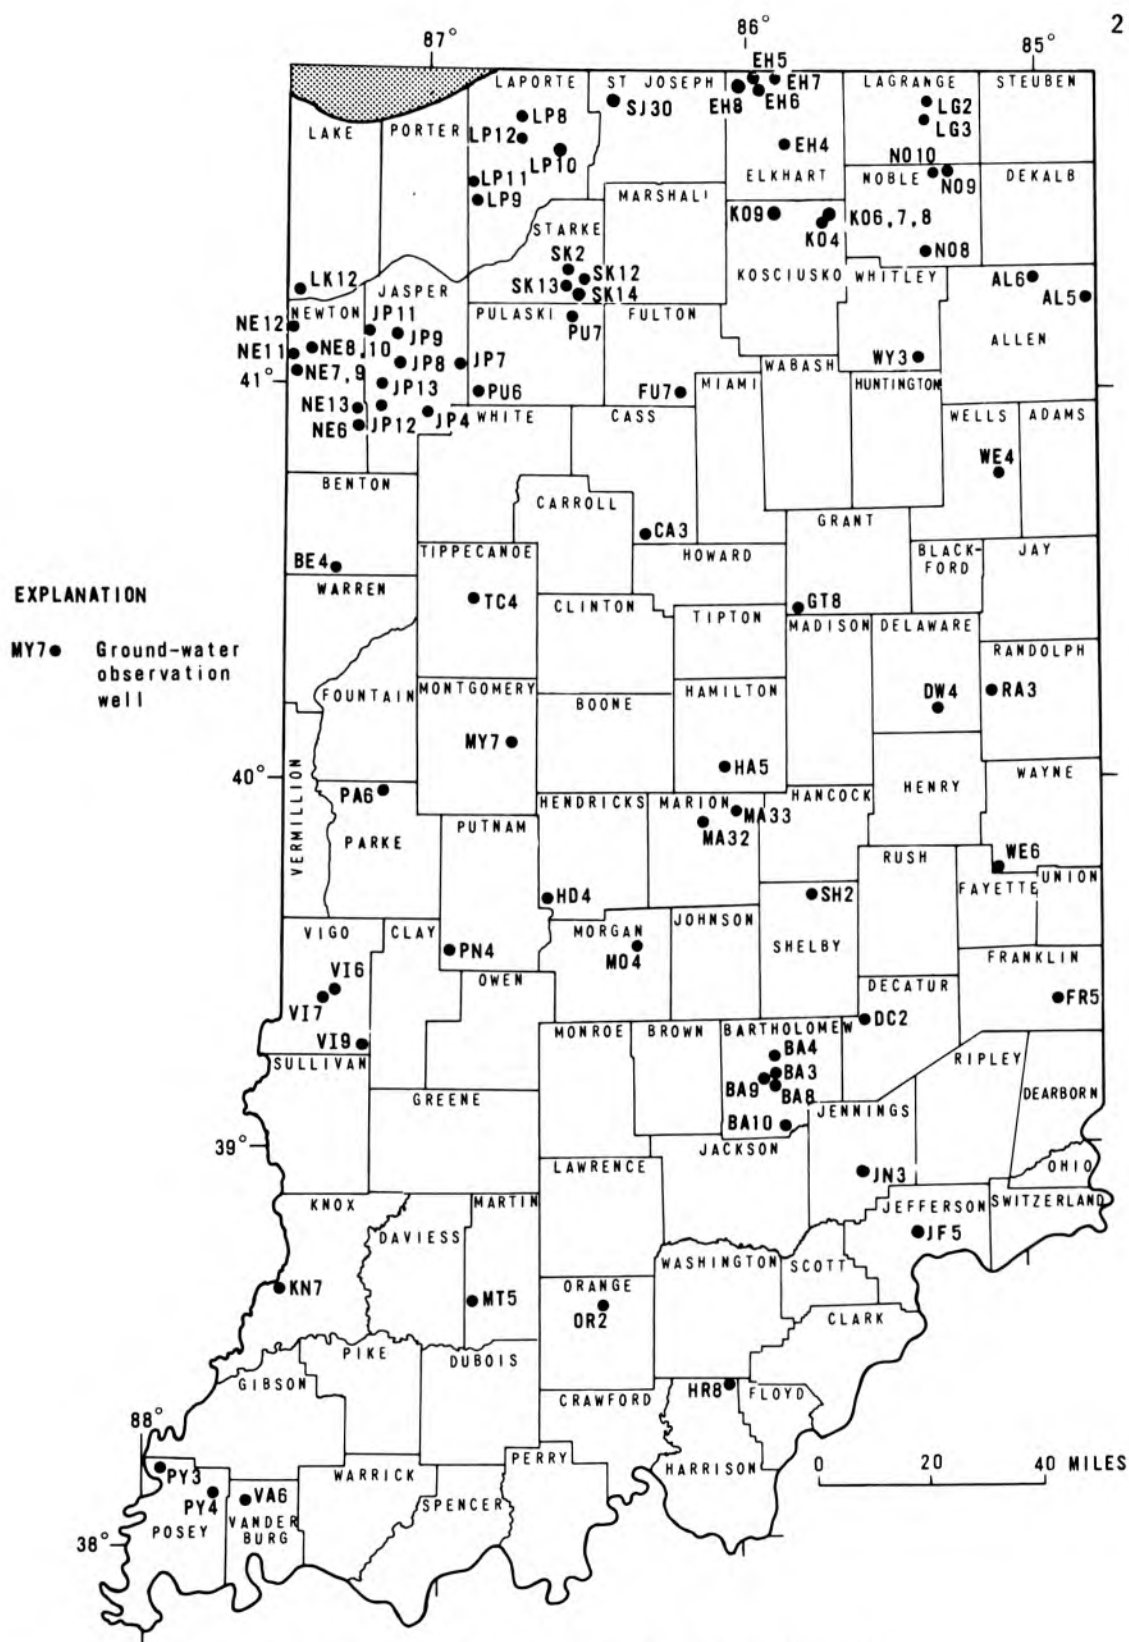 2
87°
86°
85°
EH5
LAPORTE
ST JOSEPH
EH7
LAGRANGE
STEUBEN
EH8
EH6
SJ30
LG2
LP8
LG3
LAKE
PORTER
LP12
EH4
NO10
LP10
ELKHART
NOBLE
NO9
DEKALB
LP11
LP9
MARSHALL
KO9
KO6,7,8
STARKE
KO4
NO8
SK2
SK12
KOSCIUSKO
WHITLEY
AL6
LK12
SK13
SK14
AL5
JASPER
NEWTON
JP11
PULASKI
FULTON
NE12
PU7
JP9
ALLEN
NE11
NE8,10
JP8
JP7
WY3
WABASH
NE7,9
41°
JP13
PU6
FU7
MIAMI
HUNTINGTON
NE13
JP4
WHITE
CASS
WELLS
ADAMS
NE6
JP12
WE4
BENTON
CARROLL
GRANT
CA3
BLACK-
FORD
JAY
TIPPECANOE
HOWARD
BE4
WARREN
EXPLANATION
TC4
CLINTON
GT8
TIPTON
MADISON
DELAWARE
MY7 Ground-water
observation
well
RANDOLPH
FOUNTAIN
MONTGOMERY
HAMILTON
DW4
RA3
BOONE
MY7
HA5
40°
WAYNE
VERMILLION
PA6
HENDRICKS
MARION
HANCOCK
HENRY
MA33
PUTNAM
MA32
PARKE
RUSH
WE6
UNION
FAYETTE
HD4
SH2
VIGO
CLAY
MORGAN
JOHNSON
SHELBY
PN4
MO4
FRANKLIN
VI6
OWEN
DECATUR
VI7
FR5
DC2
VI9
MONROE
BROWN
BARTHOLOMEW
SULLIVAN
BA4
RIPLEY
BA3
BA9
BA8
GREENE
DEARBORN
JENNINGS
BA10
39°
JACKSON
LAWRENCE
JN3
OHIO
KNOX
MARTIN
JEFFERSON
SWITZERLAND
DAVIESS
JF5
WASHINGTON
SCOTT
KN7
MT5
ORANGE
OR2
CLARK
PIKE
DUBOIS
GIBSON
HR8
FLOYD
CRAWFORD
88°
PERRY
HARRISON
0 20 40 MILES
PY3
WARRICK
PY4
VA6
SPENCER
POSEY
VANDER
BURG
38°